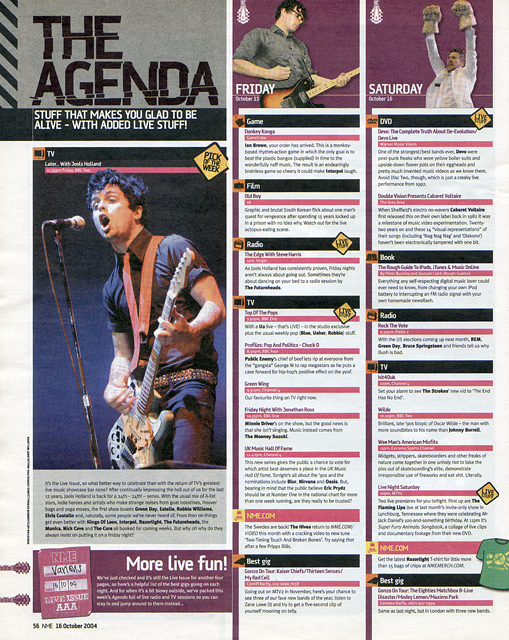 THE
AGENDA
STUFF THAT MAKES YOU GLAD TO BE
ALIVE – WITH ADDED LIVE STUFF!
TV
Later... With Jools Holland
11.35pm Friday, BBC Two
PICK OF THE WEEK
It's the Live Issue, so what better way to celebrate than with the return of TV's greatest
live music showcase bar none? After continually impressing the hell out of us for the last
12 years, Jools Holland is back for a 24th – 24th! – series. With the usual mix of A-list
stars, indie heroes and artists who make strange noises from goat intestines, mooer
bags and yoga moves, the first show boasts Green Day, Estelle, Robbie Williams,
Elvis Costello and, naturally, some people we've never heard of. From then on things
get even better with Kings Of Leon, Interpol, Razorlight, The Futureheads, the
Manics, Nick Cave and The Cure all booked for coming weeks. But why oh why do they
always insist on putting it on a Friday night?
NME
Various
16/10/04
LIVE ISSUE
AAA
More live fun!
We've just checked and it's still the Live Issue for another four
pages, so here's a helpful list of the best gigs going on each
night. And for when it's a bit blowy outside, we've packed this
week's Agenda full of live radio and TV sessions so you can
stay in and jump around to them instead...
56 NME 16 October 2004
FRIDAY
October 15
Game
Donkey Konga
GameCube
Ian Brown, your order has arrived. This is a monkey-
based rhythm-action game in which the only goal is to
beat the plastic bongos (supplied) in time to the
wonderfully naff music. The result is an endearingly
brainless game so cheesy it could make Interpol laugh.
Film
Old Boy
18
Graphic and brutal South Korean flick about one man's
quest for vengeance after spending 15 years locked up
in a prison with no idea why. Watch out for the live
octopus-eating scene.
Radio
The Edge With Steve Harris
11pm, Virgin
As Jools Holland has consistently proven, Friday nights
aren't always about going out. Sometimes they're
about dancing on your bed to a radio session by
The Futureheads.
TV
Top Of The Pops
7:30pm, BBC One
With a U2 live – that's LIVE! – in the studio exclusive
plus the usual weekly pop (Blue, Usher, Robbie) stuff.
Profiles: Pop And Politics - Chuck D
8:50pm, BBC Four
Public Enemy's chief of beef lets rip at everyone from
the "gangsta" George W to rap megastars as he puts a
case forward for hip-hop's positive effect on the yoof.
Green Wing
9:30pm, Channel 4
Our favourite thing on TV right now.
Friday Night With Jonathan Ross
10:35pm, BBC One
Minnie Driver's on the show, but the good news is
that she isn't singing. Music instead comes from
The Mooney Suzuki.
UK Music Hall Of Fame
11:40pm, Channel 4
This new series gives the public a chance to vote for
which artist best deserves a place in the UK Music
Hall Of Fame. Tonight's all about the '90s and the
nominations include Blur, Nirvana and Oasis. But,
bearing in mind that the public believe Eric Prydz
should be at Number One in the national chart for more
than one week running, are they really to be trusted?
NME.COM
The Swedes are back! The Hives return to NME.COM/
VIDEO this month with a cracking video to new tune
'Two-Timing Touch And Broken Bones'. Try saying that
after a few Pripps Blås.
Best gig
Gonzo On Tour: Kaiser Chiefs/Thirteen Senses/
My Red Cell
Cardiff Barfly
Going on an MTV2 in November, here's your chance to
see three of our fave new bands of the year, listen to
Zane Lowe DJ and try to get a five-second clip of
yourself mooning on telly.
SATURDAY
October 16
DVD
Devo: The Complete Truth About De-Evolution/
Devo Live
Warner Music Vision
One of the strangest/best bands ever, Devo were
post-punk freaks who wore yellow boiler suits and
upside-down flower pots on their eggheads and
pretty much invented music videos as we know them.
Avoid Disc Two, though, which is just a creaky live
performance from 1992.
Double Vision Presents Cabaret Voltaire
The Grey Area
When Sheffield's electro no-wavers Cabaret Voltaire
first released this on their own label back in 1982 it was
a milestone of music video experimentation. Twenty-
two years on and these 14 "visual representations" of
their songs (including 'Nag Nag Nag' and 'Diskono')
haven't been electronically tampered with one bit.
Book
The Rough Guide To iPods, iTunes & Music Online
By Peter Buckley and Duncan Clark (Rough Guides)
Everything any self-respecting digital music lover could
ever need to know, from changing your own iPod
battery to interrupting an FM radio signal with your
own homemade newsflash.
Radio
Rock The Vote
With the US elections coming up next month, REM,
Green Day, Bruce Springsteen and friends tell us why
Bush is bad.
TV
hit40uk
Channel 4
Set your alarm to see The Strokes' new vid to 'The End
Has No End'.
Wilde
BBC Two
Brilliant, late-'90s biopic of Oscar Wilde – the man with
more soundbites to his name than Johnny Borrell.
Wee Man's American Misfits
Extreme Sports Channel
Midgets, strippers, skateboarders and other freaks of
nature come together in one unlikely not to take the
piss out of skateboarding's elite, demonstrate
irresponsible use of fireworks and eat shit. Literally.
Live Night Saturday
MTV2
Two live premieres for you tonight. First up are The
Flaming Lips live at last month's invite-only show in
Lynchburg, Tennessee where they were celebrating Mr
Jack Daniel's 100-and-something birthday. At 13pm it's
Super Furry Animals: Songbook, a collage of live clips
and documentary footage from their new DVD.
NME.COM
Get the latest Razorlight T-shirt for little more
than 15 bags of chips at NMEMERCH.COM.
Best gig
Gonzo On Tour: The Eighties Matchbox B-Line
Disaster/Modey Lemon/Maximo Park
Camden Barfly
Same as last night, but in London with three new bands.
LIVE